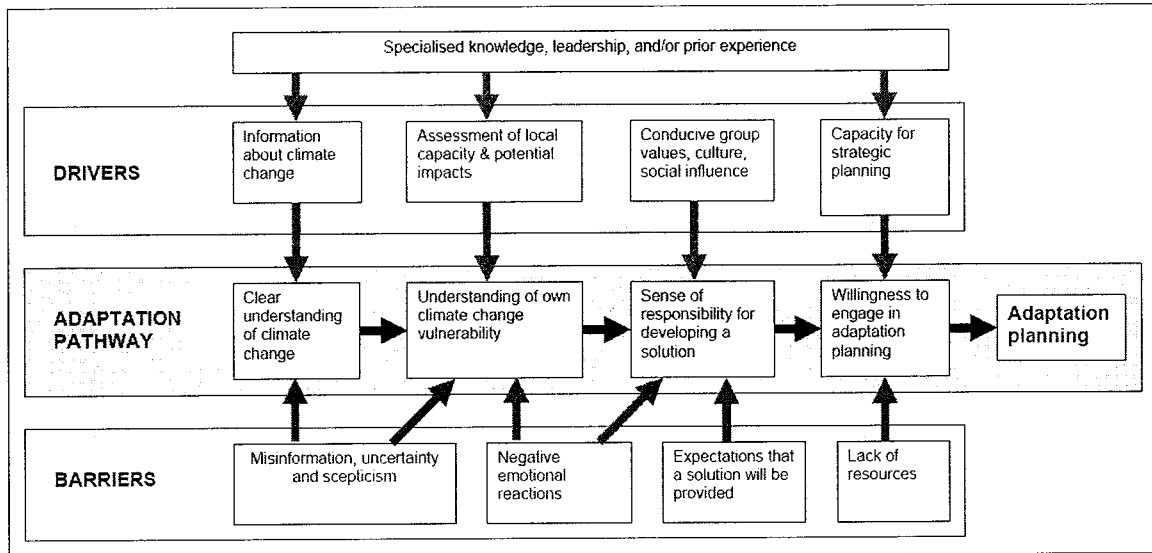 Specialised knowledge, leadership, and/or prior experience
DRIVERS
Information
about climate
change
Assessment of local
capacity & potential
impacts
Conducive group
values, culture,
social influence
Capacity for
strategic
planning
ADAPTATION
PATHWAY
Clear
understanding
of climate
change
Understanding of own
climate change
vulnerability
Sense of
responsibility for
developing a
solution
Willingness to
engage in
adaptation
planning
Adaptation
planning
BARRIERS
Misinformation, uncertainty
and scepticism
Negative
emotional
reactions
Expectations that
a solution will be
provided
Lack of
resources